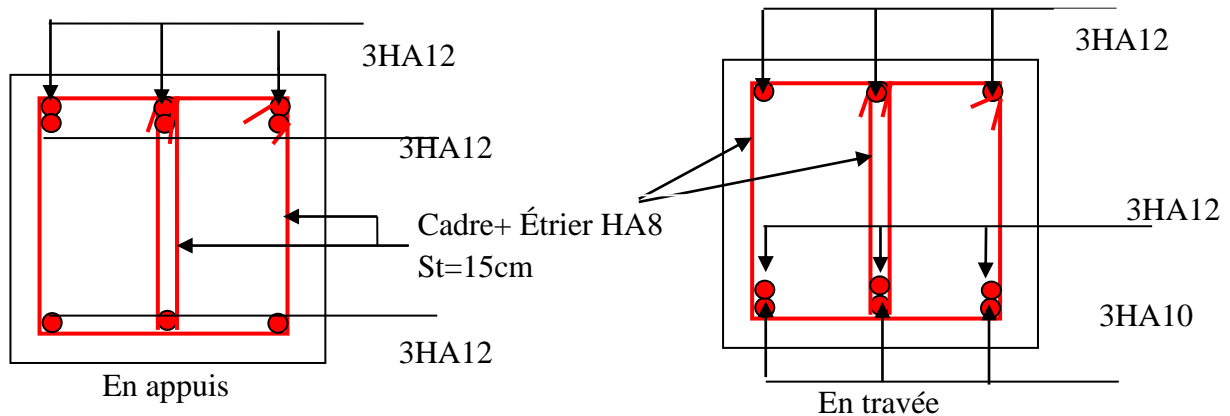 3HA12
3HA12
Cadre+ Étrier HA8
St=15cm
3HA12
En appuis
3HA12
3HA12
3HA10
En travée